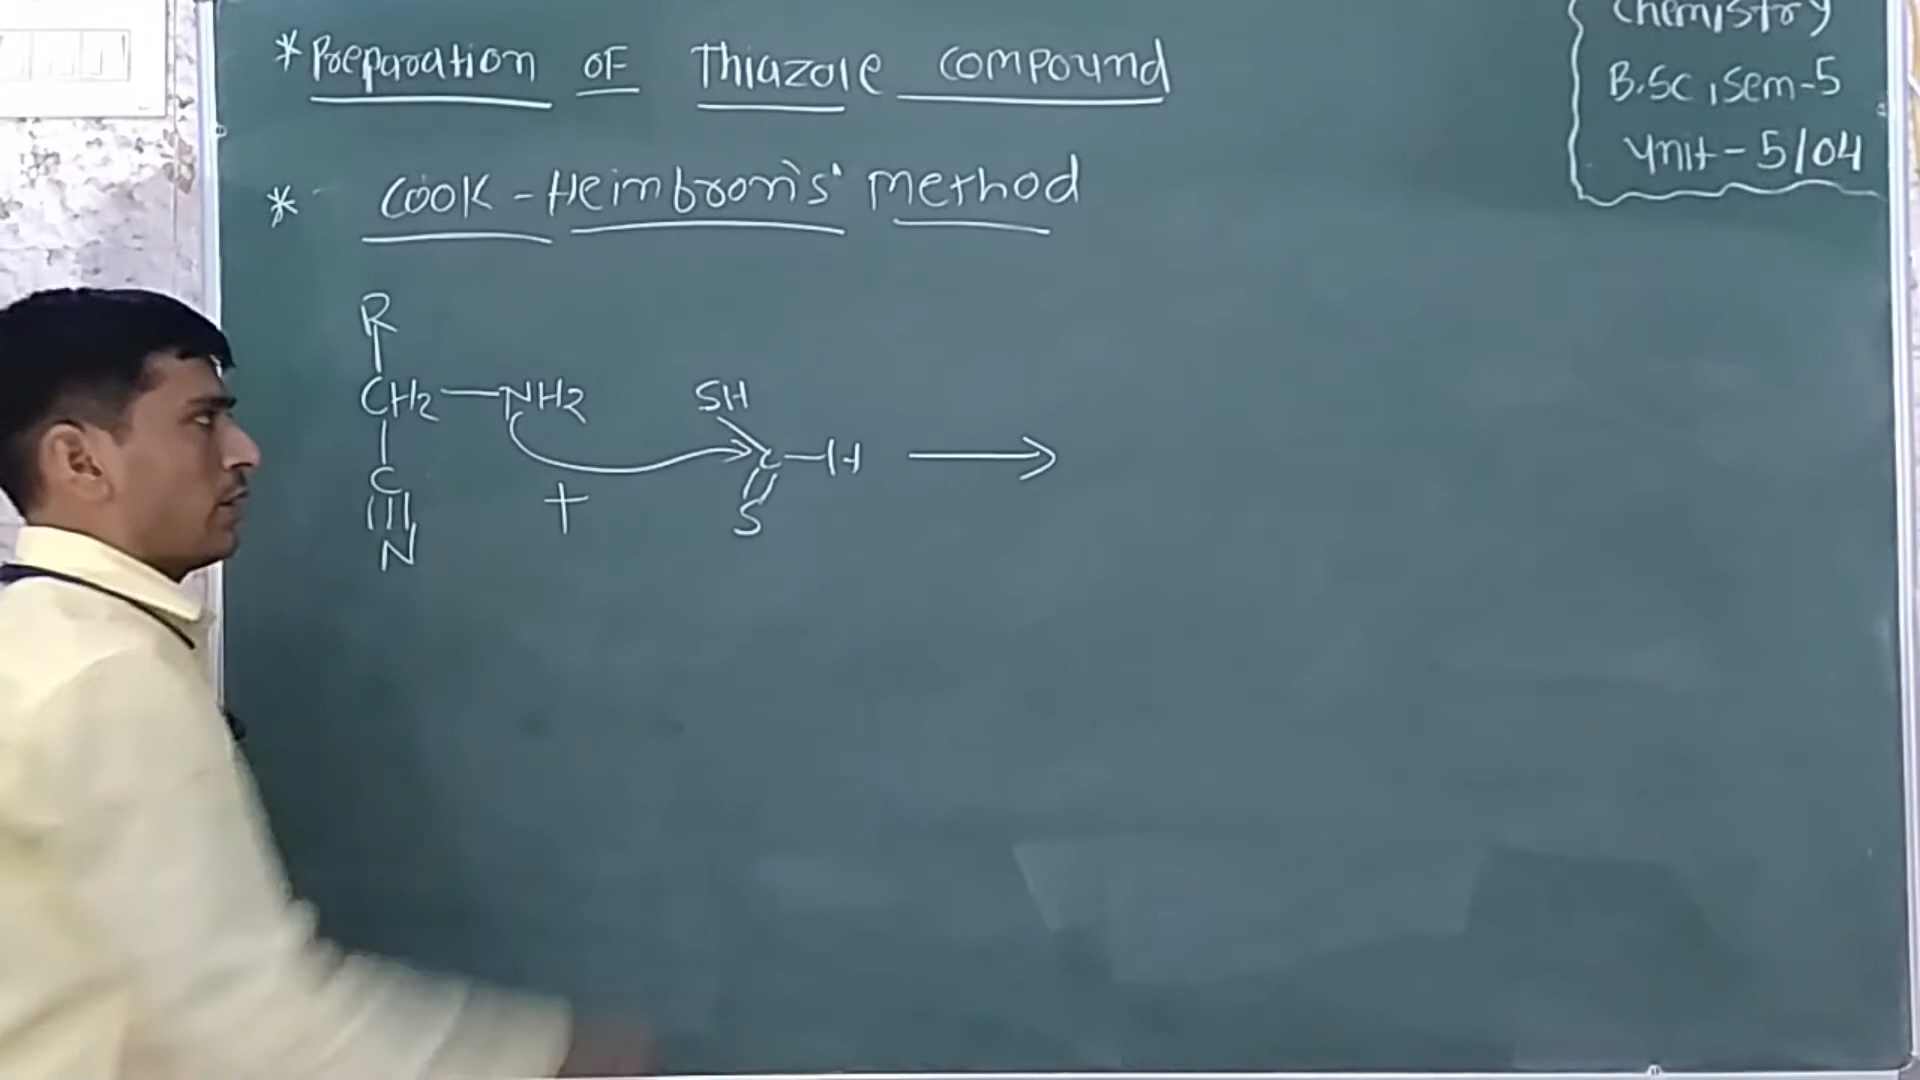 *Preparation of Thiazole compound
* Cook-Heimbron's' method
R
CH2 — NH2
C
N
+
SH
C — H
S
Chemistry
B.Sc, Sem-5
Unit - 5/04